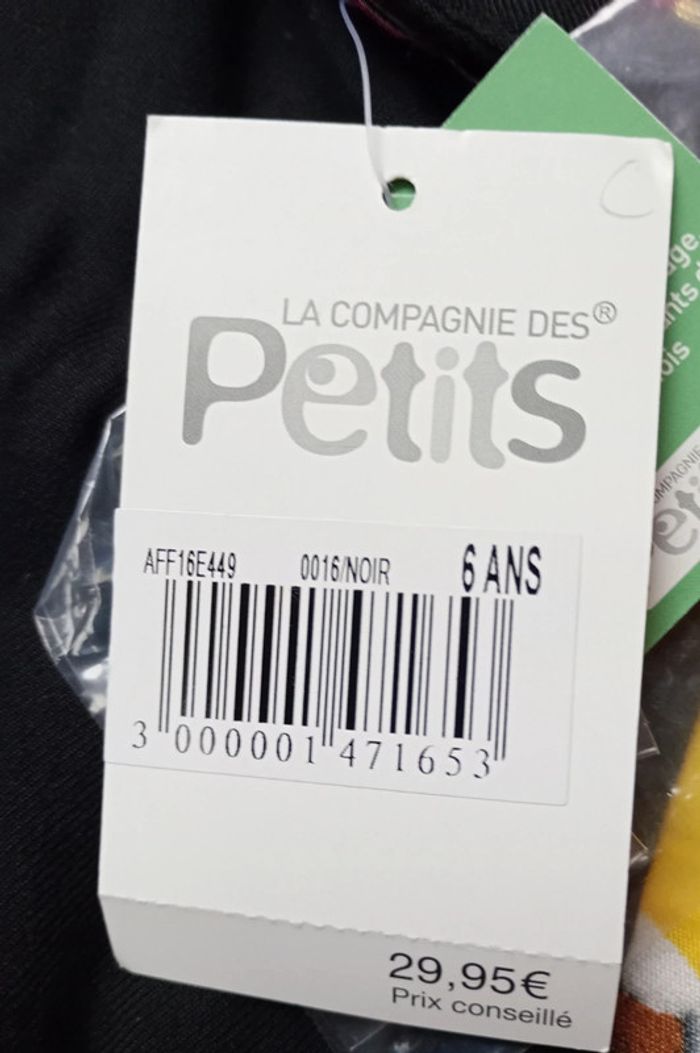 LA COMPAGNIE DES®
Petits
AFF16E449 0016/NOIR 6 ANS
3 000001 471653
29,95€
Prix conseillé